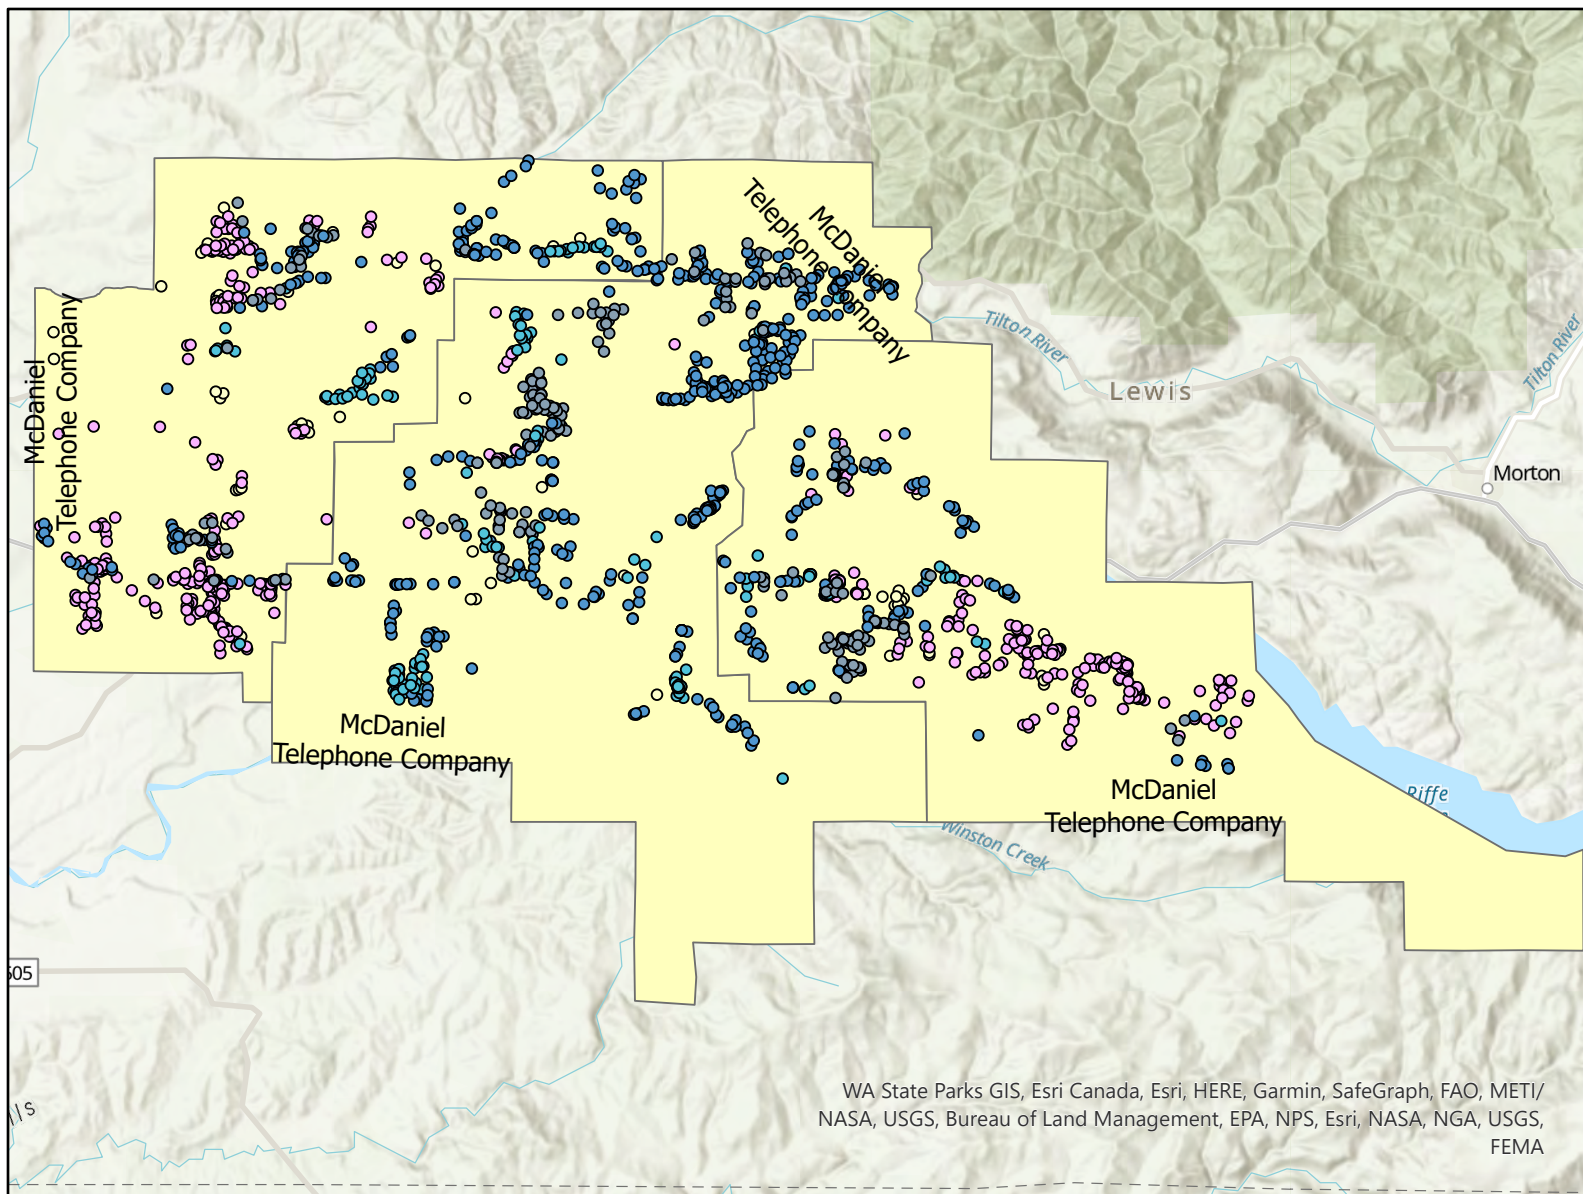 McDaniel
Telephone Company
McDaniel
Telephone Company
Tilton River
Tilton River
Lewis
Morton
McDaniel
Telephone Company
McDaniel
Telephone Company
Riffe
Winston Creek
505
WA State Parks GIS, Esri Canada, Esri, HERE, Garmin, SafeGraph, FAO, METI/
NASA, USGS, Bureau of Land Management, EPA, NPS, Esri, NASA, NGA, USGS,
FEMA